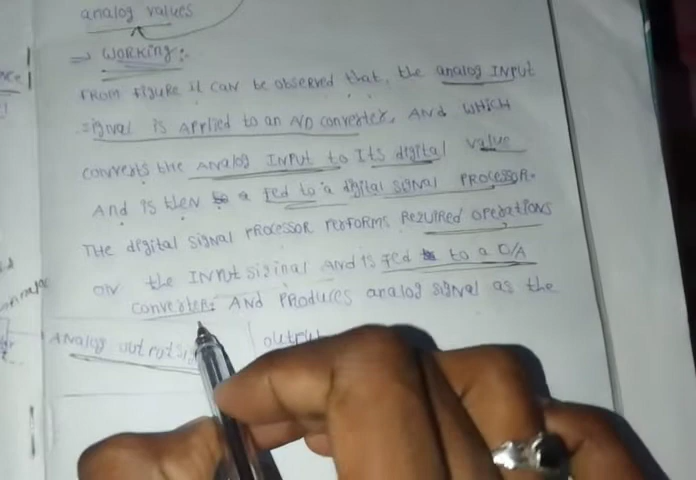 analog values
⇒ WORKING:
FROM figure it can be observed that, the analog INPUT
signal is applied to an A/D converter, AND WHICH
converts the ANALOG INPUT to Its digital value
And is then fed to a digital signal PROCESSOR.
The digital signal PROCESSOR Performs REQUIRED operations
on the INPut siginal And is Fed to a D/A
converter: AND PRoduces analog signal as the
ANAlog output output